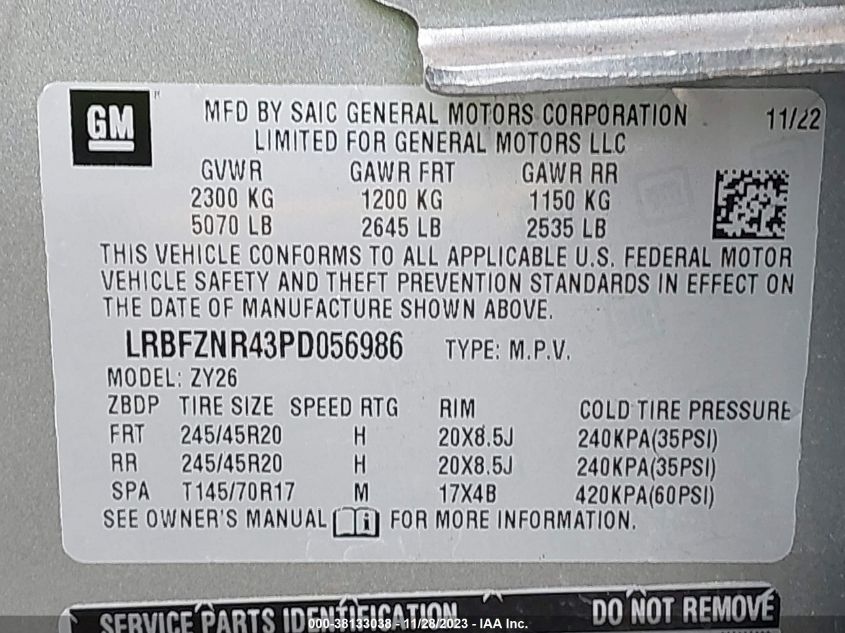 GM
MFD BY SAIC GENERAL MOTORS CORPORATION 11/22
LIMITED FOR GENERAL MOTORS LLC
GVWR GAWR FRT GAWR RR
2300 KG 1200 KG 1150 KG
5070 LB 2645 LB 2535 LB
THIS VEHICLE CONFORMS TO ALL APPLICABLE U.S. FEDERAL MOTOR
VEHICLE SAFETY AND THEFT PREVENTION STANDARDS IN EFFECT ON
THE DATE OF MANUFACTURE SHOWN ABOVE.
LRBFZNR43PD056986 TYPE: M.P.V.
MODEL: ZY26
ZBDP TIRE SIZE SPEED RTG RIM COLD TIRE PRESSURE
FRT 245/45R20 H 20X8.5J 240KPA(35PSI)
RR 245/45R20 H 20X8.5J 240KPA(35PSI)
SPA T145/70R17 M 17X4B 420KPA(60PSI)
SEE OWNER'S MANUAL i FOR MORE INFORMATION.
SERVICE PARTS IDENTIFICATION DO NOT REMOVE
000-38133038 - 11/28/2023 - IAA Inc.